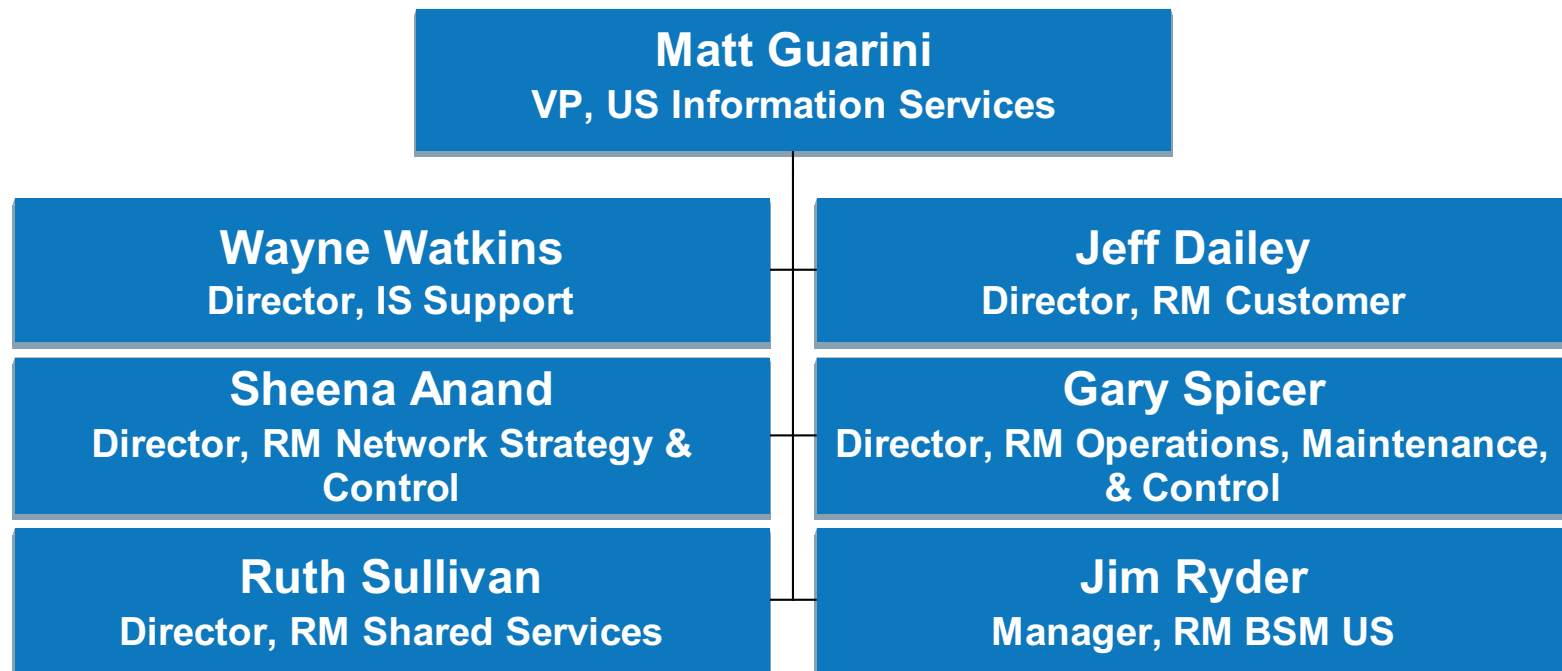 Matt Guarini
VP, US Information Services
Wayne Watkins
Director, IS Support
Jeff Dailey
Director, RM Customer
Sheena Anand
Director, RM Network Strategy &
Control
Gary Spicer
Director, RM Operations, Maintenance,
& Control
Ruth Sullivan
Director, RM Shared Services
Jim Ryder
Manager, RM BSM US